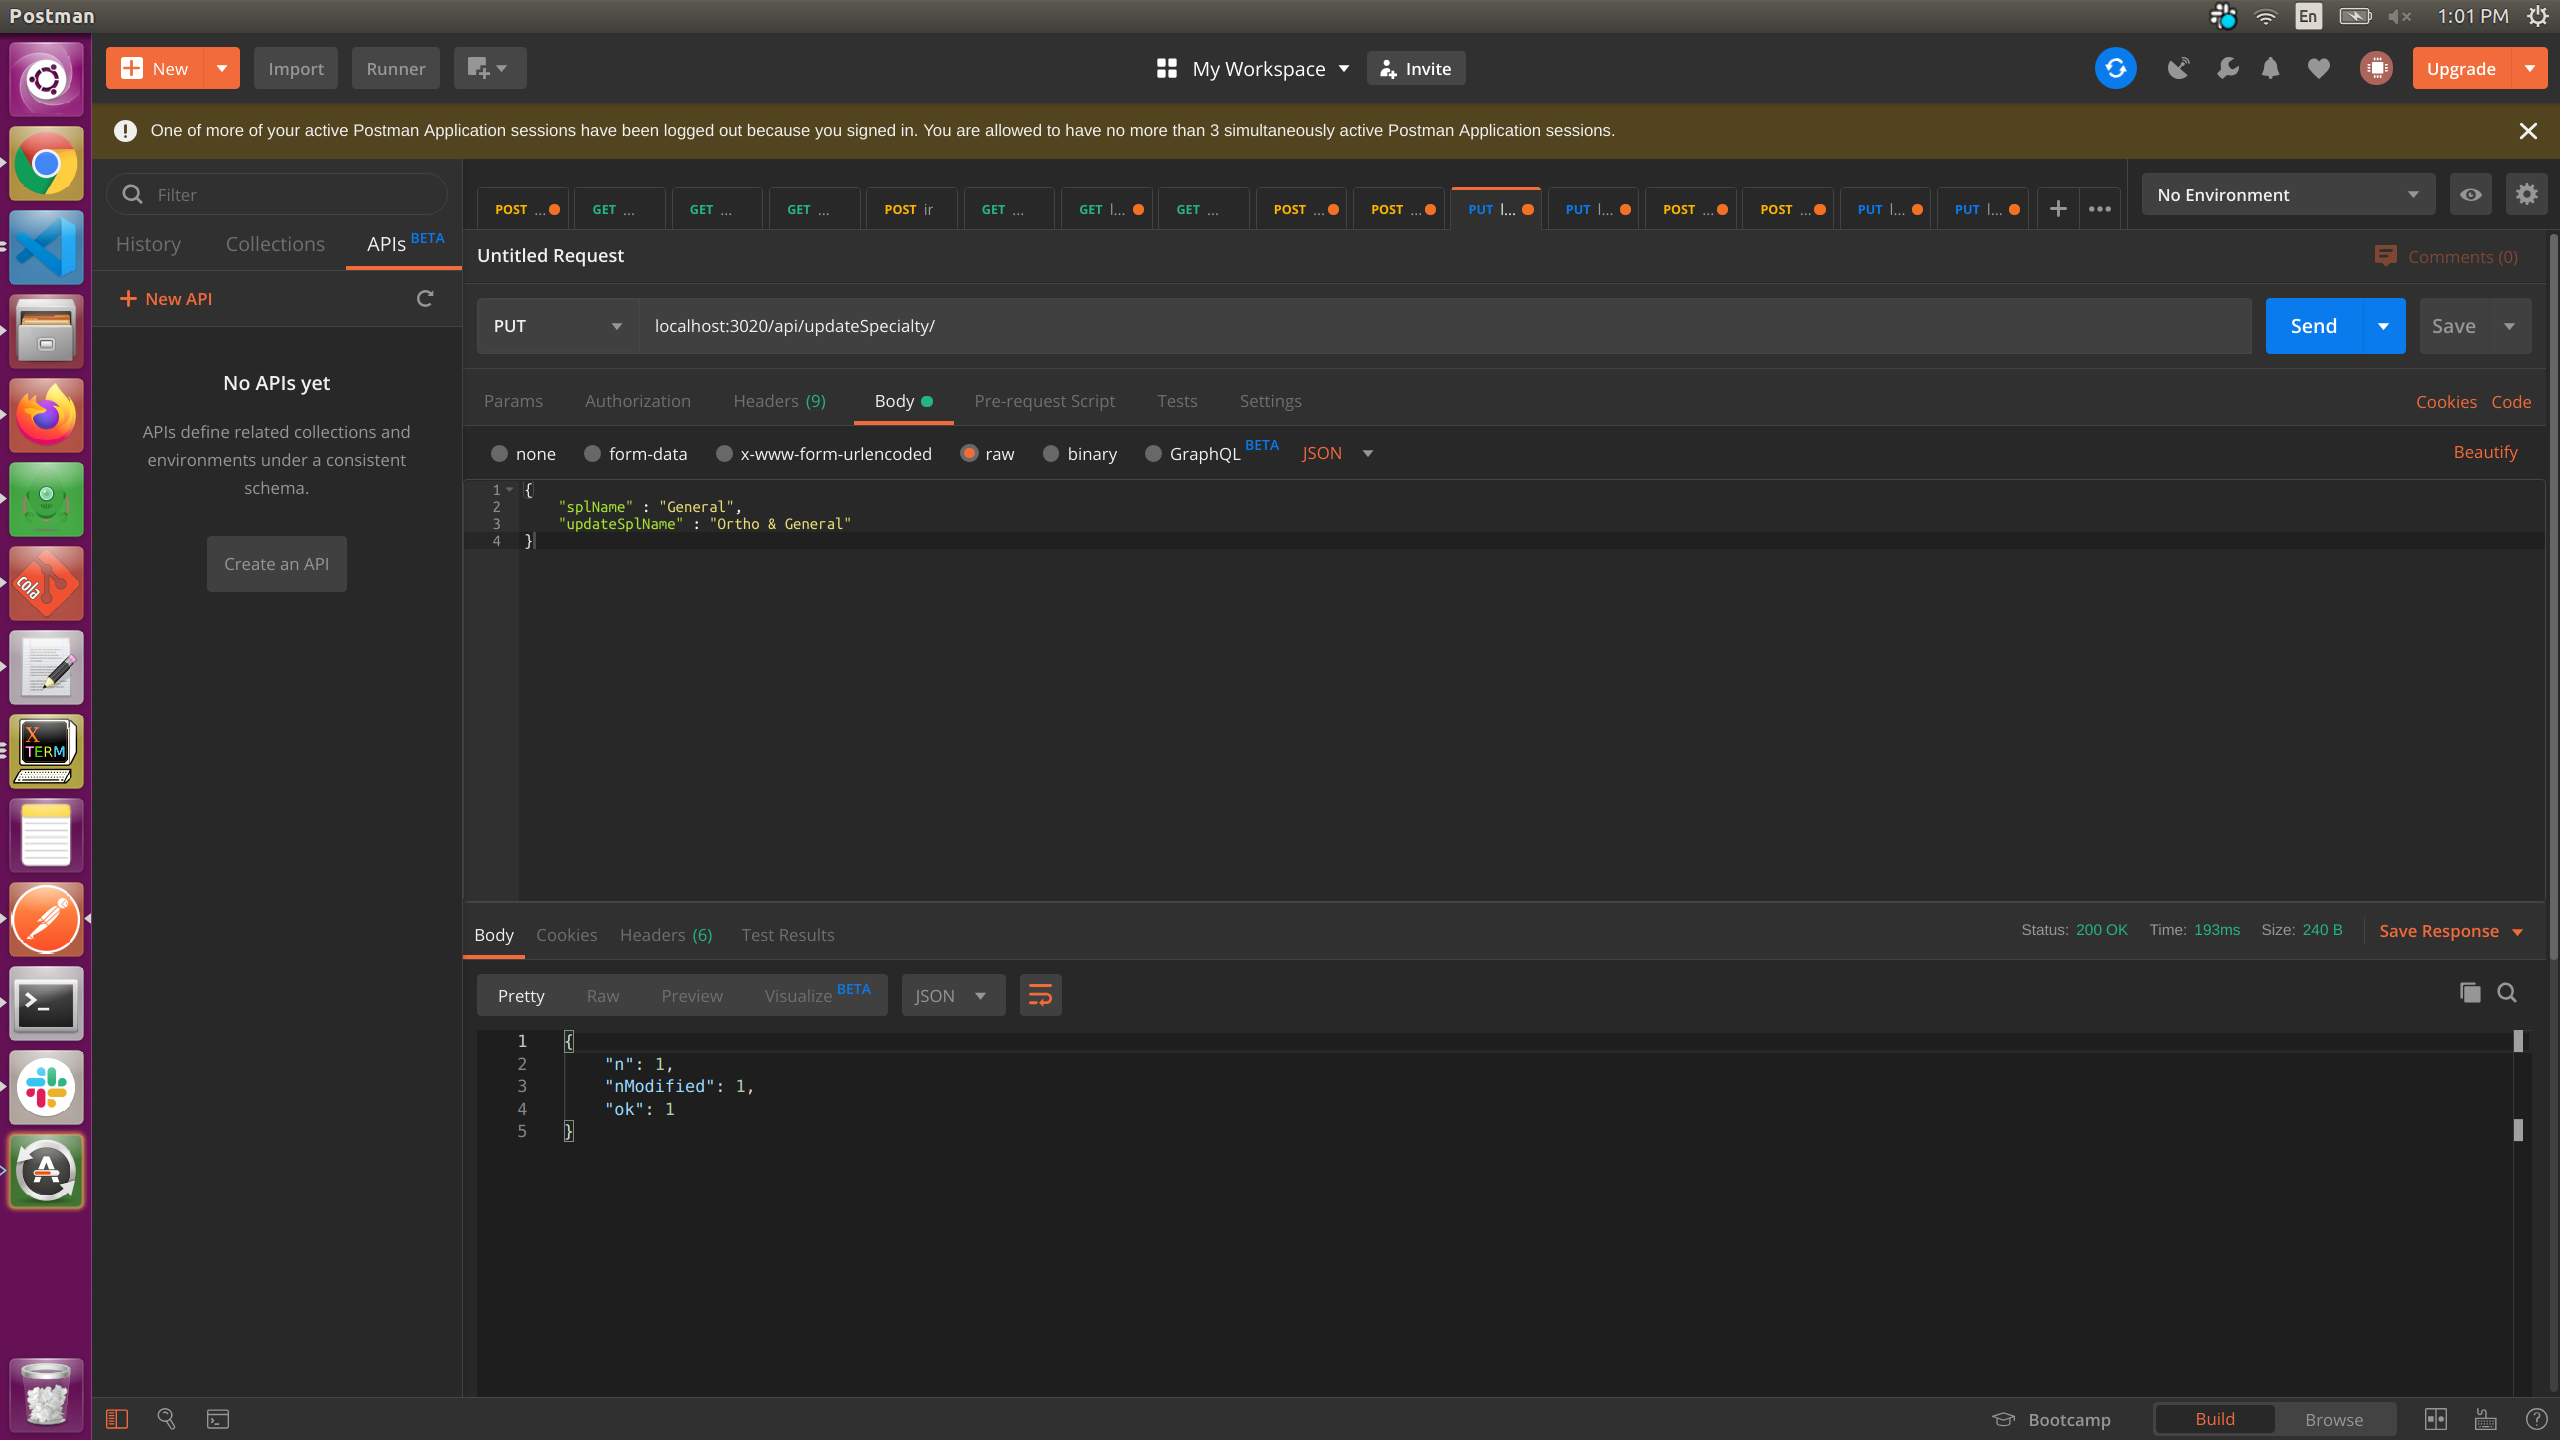 Postman
En
1:01 PM
New
Import
Runner
My Workspace
Invite
Upgrade
One of more of your active Postman Application sessions have been logged out because you signed in. You are allowed to have no more than 3 simultaneously active Postman Application sessions.
Filter
POST ...
GET ...
GET ...
GET ...
POST ir
GET ...
GET l...
GET ...
POST ...
POST ...
PUT l...
PUT l...
POST ...
POST ...
PUT l...
PUT l...
No Environment
History
Collections
APIs BETA
Untitled Request
Comments (0)
New API
PUT
localhost:3020/api/updateSpecialty/
Send
Save
No APIs yet
APIs define related collections and
environments under a consistent
schema.
Create an API
Params
Authorization
Headers (9)
Body
Pre-request Script
Tests
Settings
Cookies
Code
none
form-data
x-www-form-urlencoded
raw
binary
GraphQL BETA
JSON
Beautify
1 {
2 "splName" : "General",
3 "updateSplName" : "Ortho & General"
4 }
cola
X
TERM
Body
Cookies
Headers (6)
Test Results
Status: 200 OK
Time: 193ms
Size: 240 B
Save Response
Pretty
Raw
Preview
Visualize BETA
JSON
1 {
2 "n": 1,
3 "nModified": 1,
4 "ok": 1
5 }
Bootcamp
Build
Browse